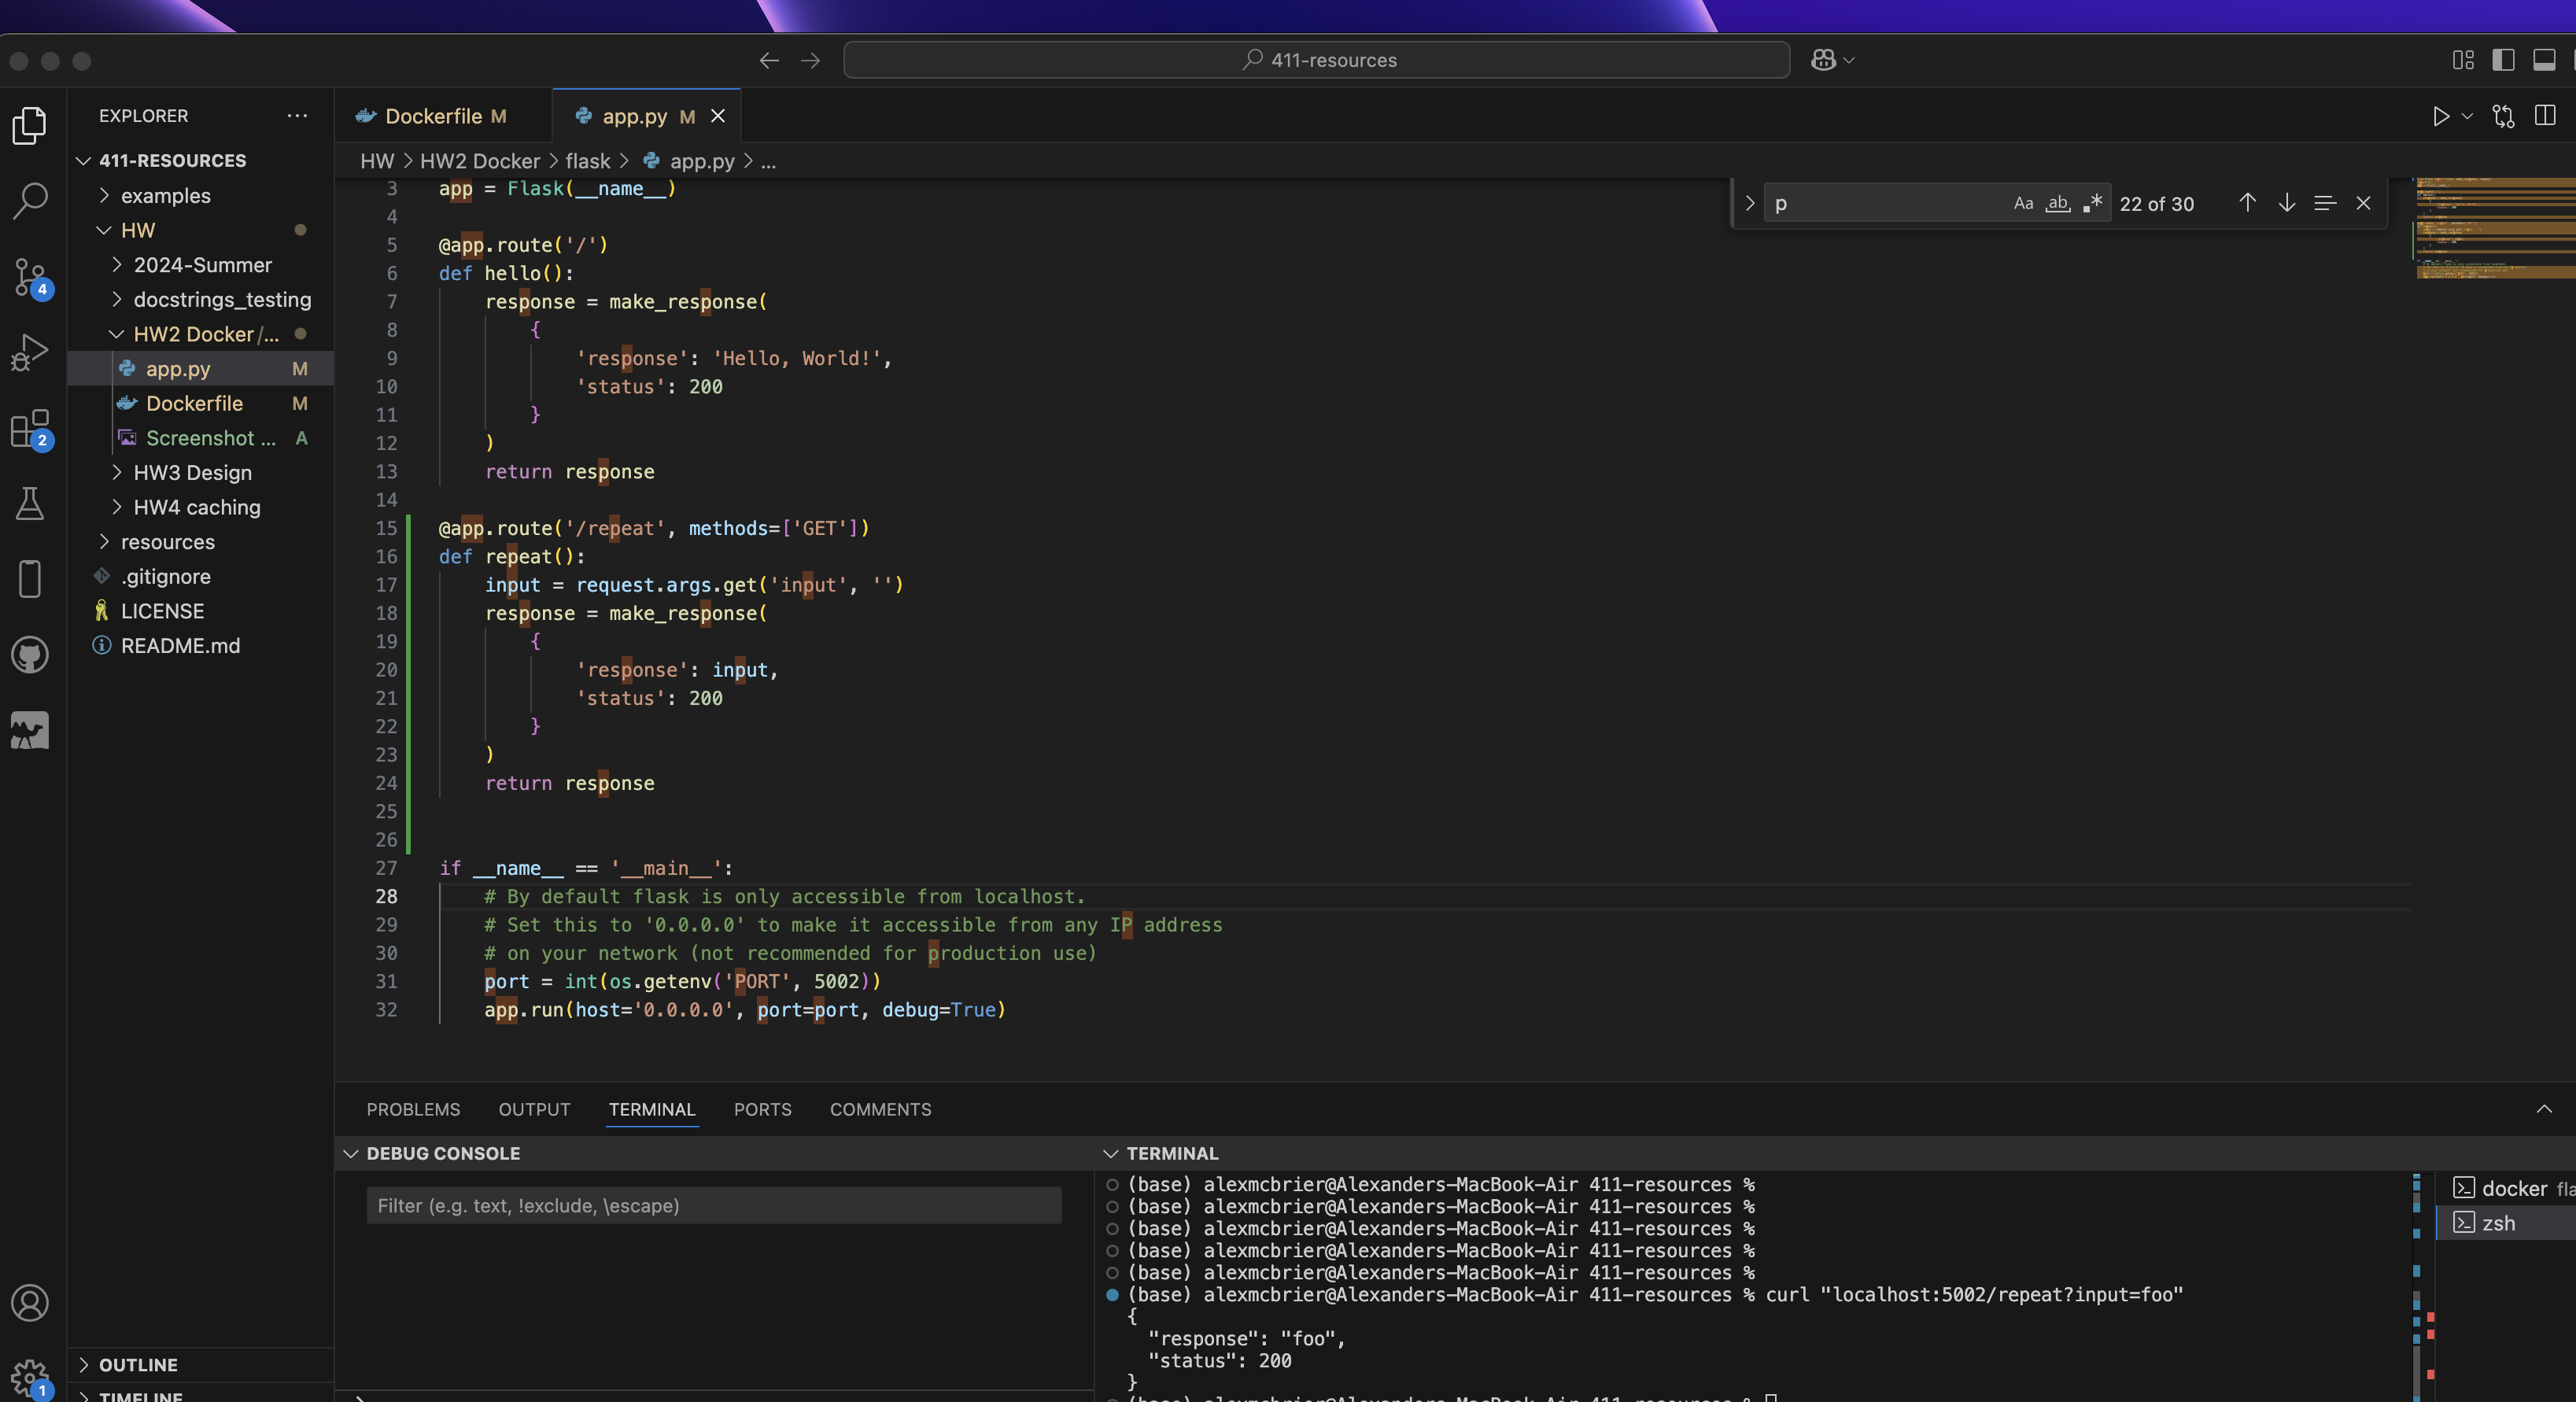 411-resources
EXPLORER
411-RESOURCES
examples
HW
2024-Summer
docstrings_testing
HW2 Docker/...
app.py M
Dockerfile M
Screenshot ... A
HW3 Design
HW4 caching
resources
.gitignore
LICENSE
README.md
OUTLINE
TIMELINE
4
2
1
Dockerfile M
app.py M
HW > HW2 Docker > flask > app.py > ...
p
Aa
ab
.*
22 of 30
3 app = Flask(__name__)
4
5 @app.route('/')
6 def hello():
7 response = make_response(
8 {
9 'response': 'Hello, World!',
10 'status': 200
11 }
12 )
13 return response
14
15 @app.route('/repeat', methods=['GET'])
16 def repeat():
17 input = request.args.get('input', '')
18 response = make_response(
19 {
20 'response': input,
21 'status': 200
22 }
23 )
24 return response
25
26
27 if __name__ == '__main__':
28 # By default flask is only accessible from localhost.
29 # Set this to '0.0.0.0' to make it accessible from any IP address
30 # on your network (not recommended for production use)
31 port = int(os.getenv('PORT', 5002))
32 app.run(host='0.0.0.0', port=port, debug=True)
PROBLEMS OUTPUT TERMINAL PORTS COMMENTS
DEBUG CONSOLE
Filter (e.g. text, !exclude, \escape)
TERMINAL
(base) alexmcbrier@Alexanders-MacBook-Air 411-resources %
(base) alexmcbrier@Alexanders-MacBook-Air 411-resources %
(base) alexmcbrier@Alexanders-MacBook-Air 411-resources %
(base) alexmcbrier@Alexanders-MacBook-Air 411-resources %
(base) alexmcbrier@Alexanders-MacBook-Air 411-resources %
(base) alexmcbrier@Alexanders-MacBook-Air 411-resources % curl "localhost:5002/repeat?input=foo"
{
"response": "foo",
"status": 200
}
(base) alexmcbrier@Alexanders-MacBook-Air 411-resources %
docker fla
zsh